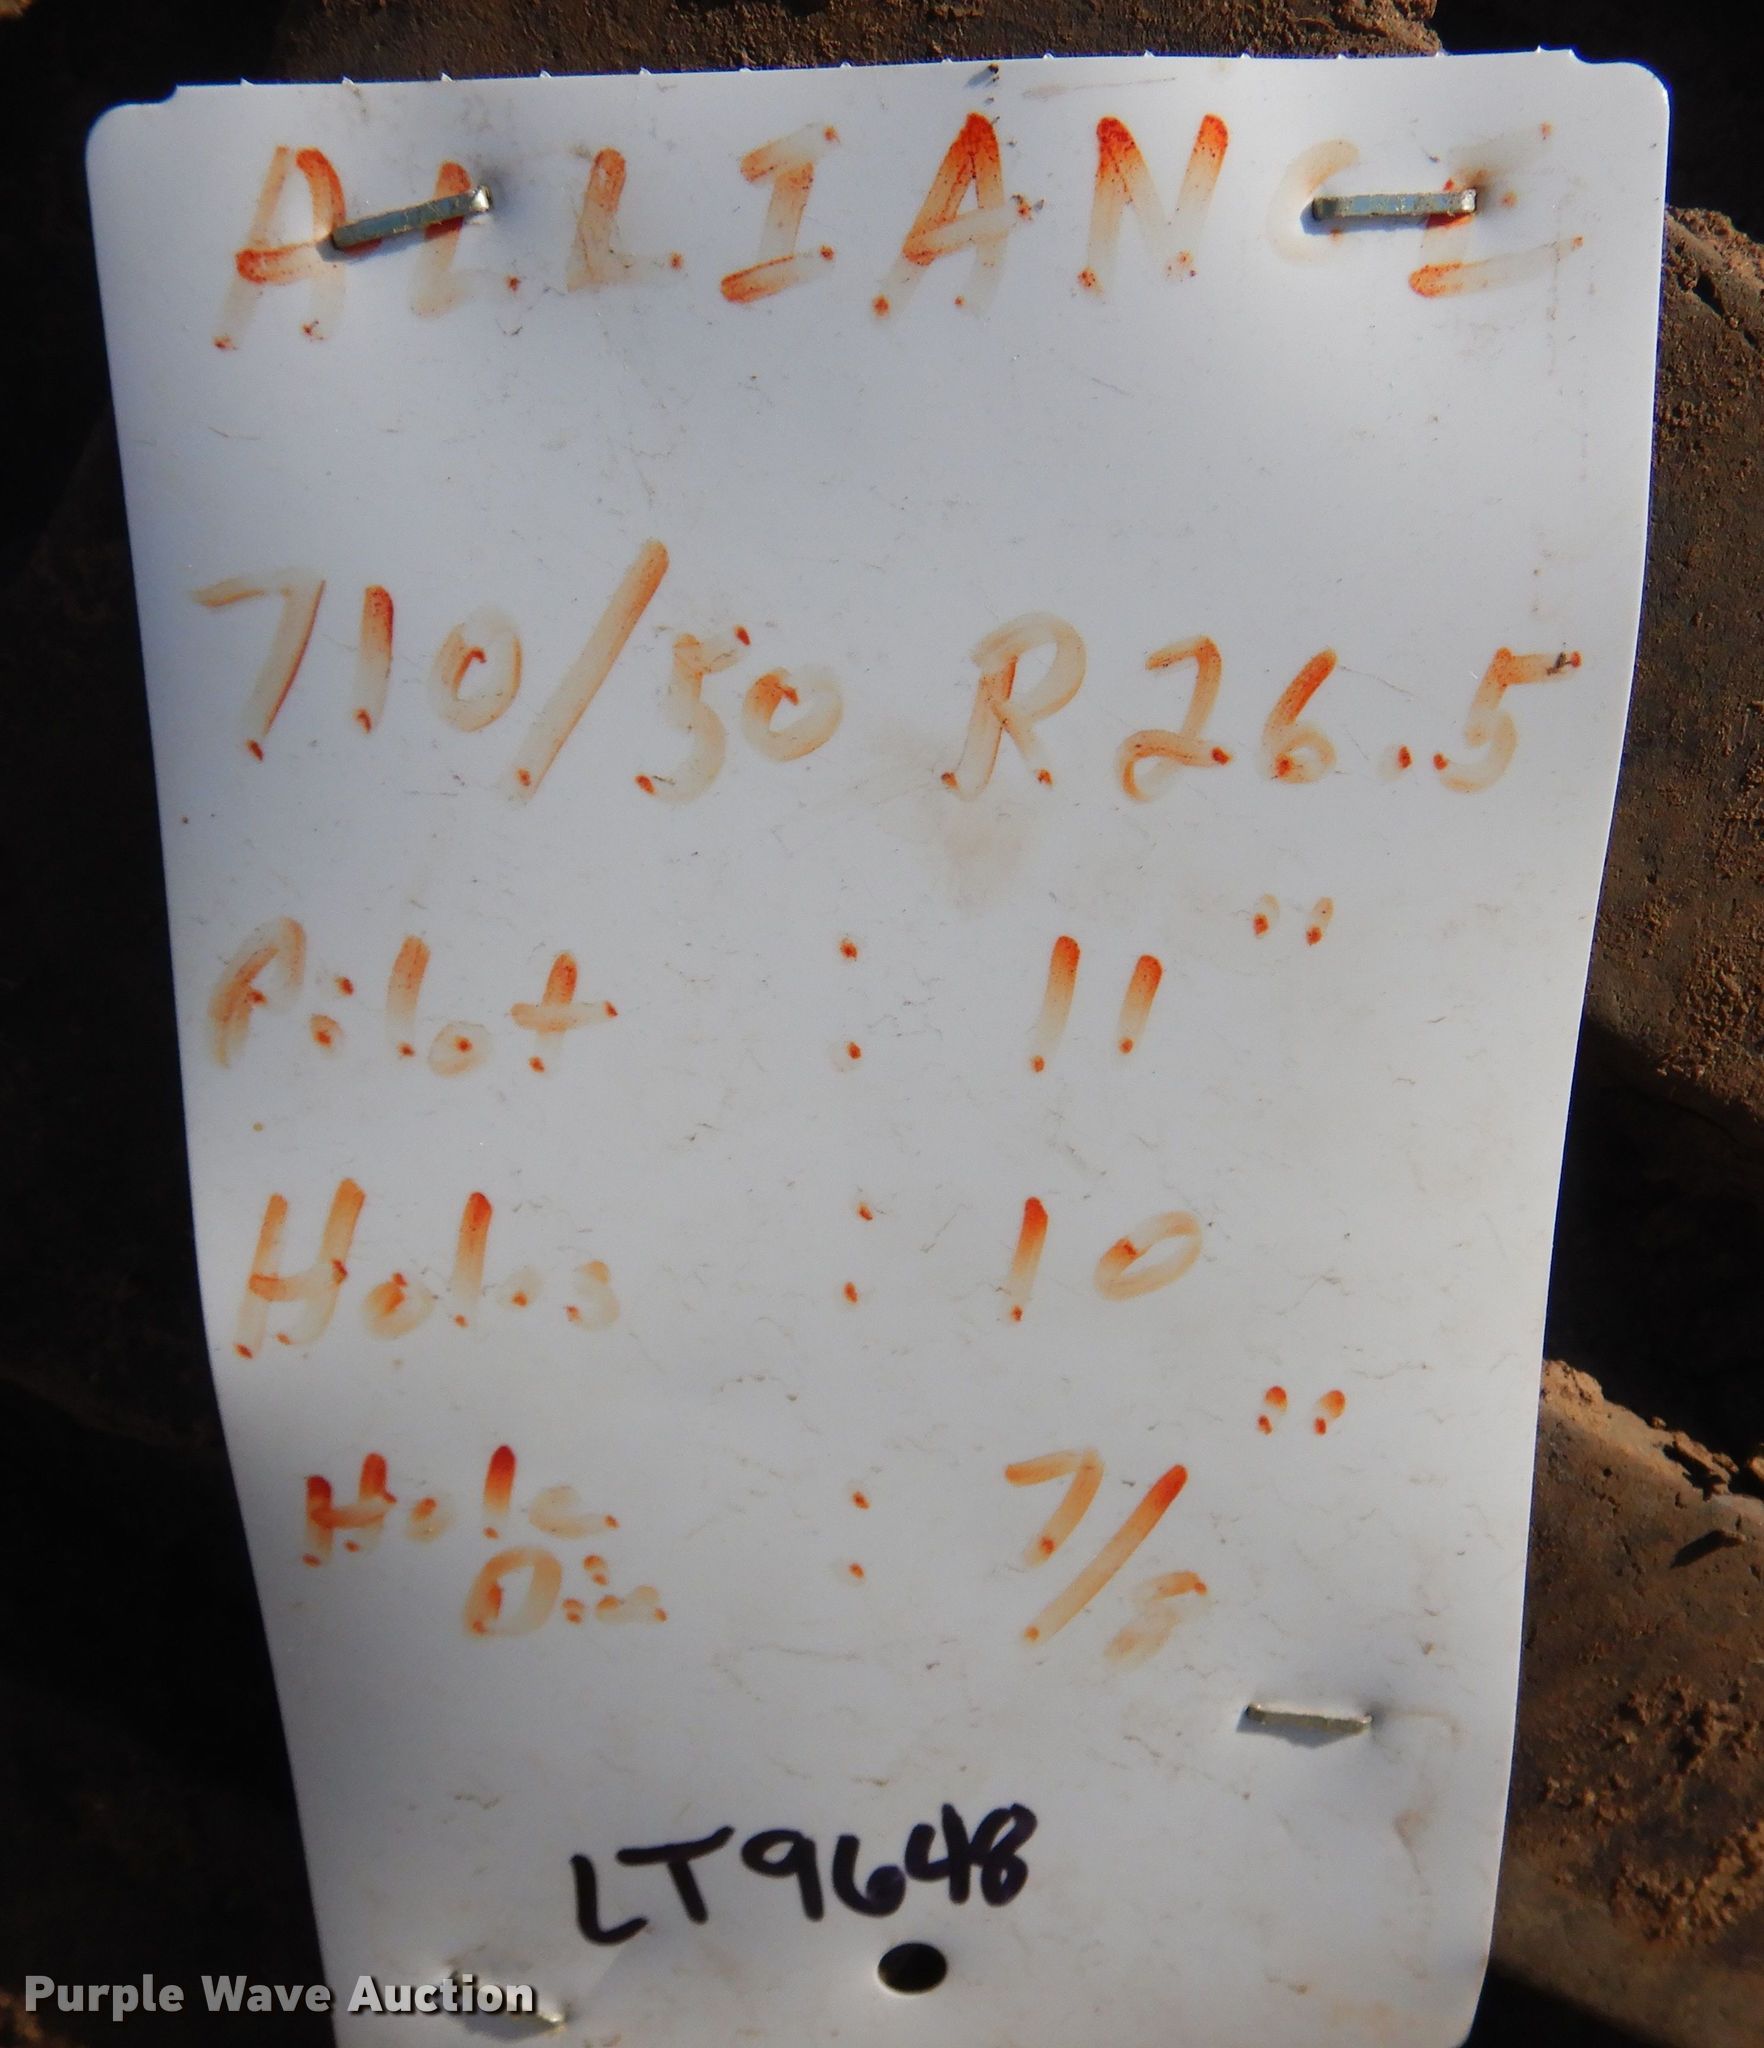 ALLIANCE
710/50 R26.5
Pilot : 11"
Holes : 10
Hole : 7/8"
Dia
LT9648
Purple Wave Auction